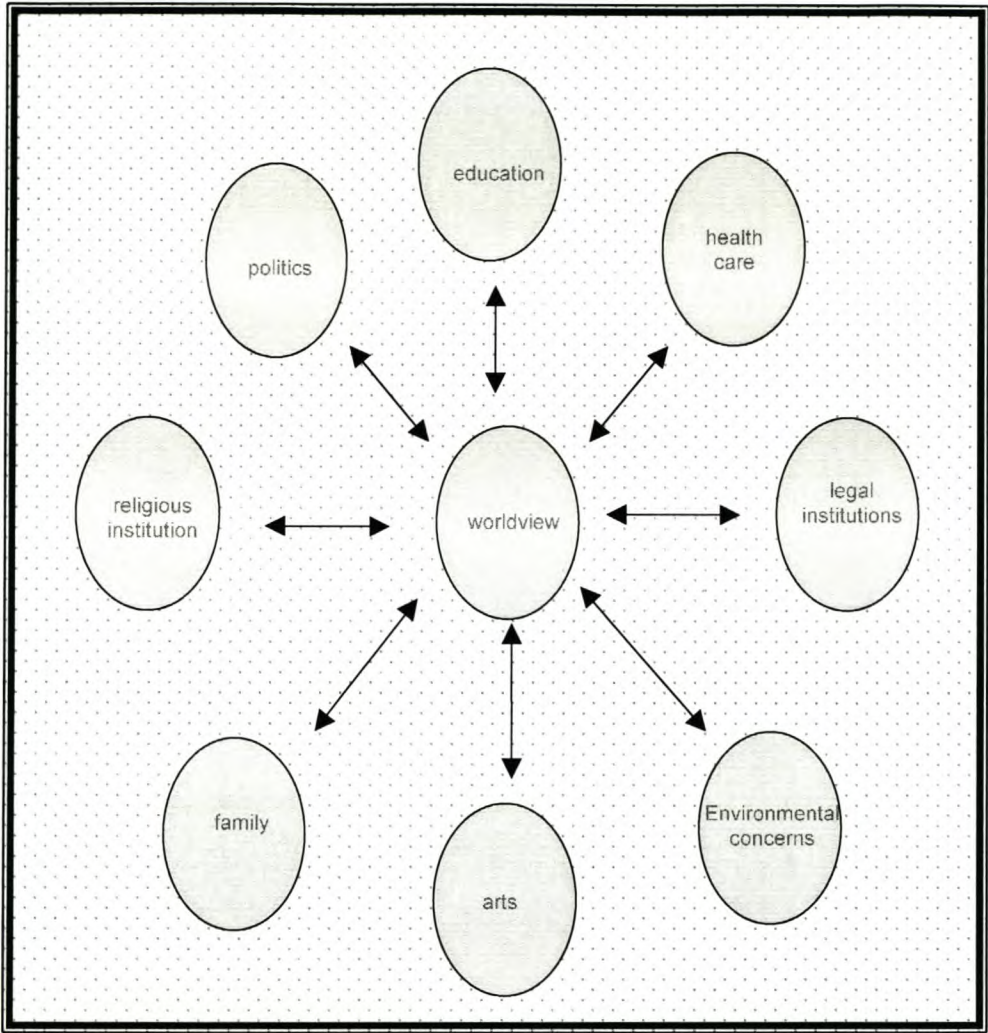 education
health
care
politics
religious
institution
worldview
legal
institutions
family
arts
Environmental
concerns